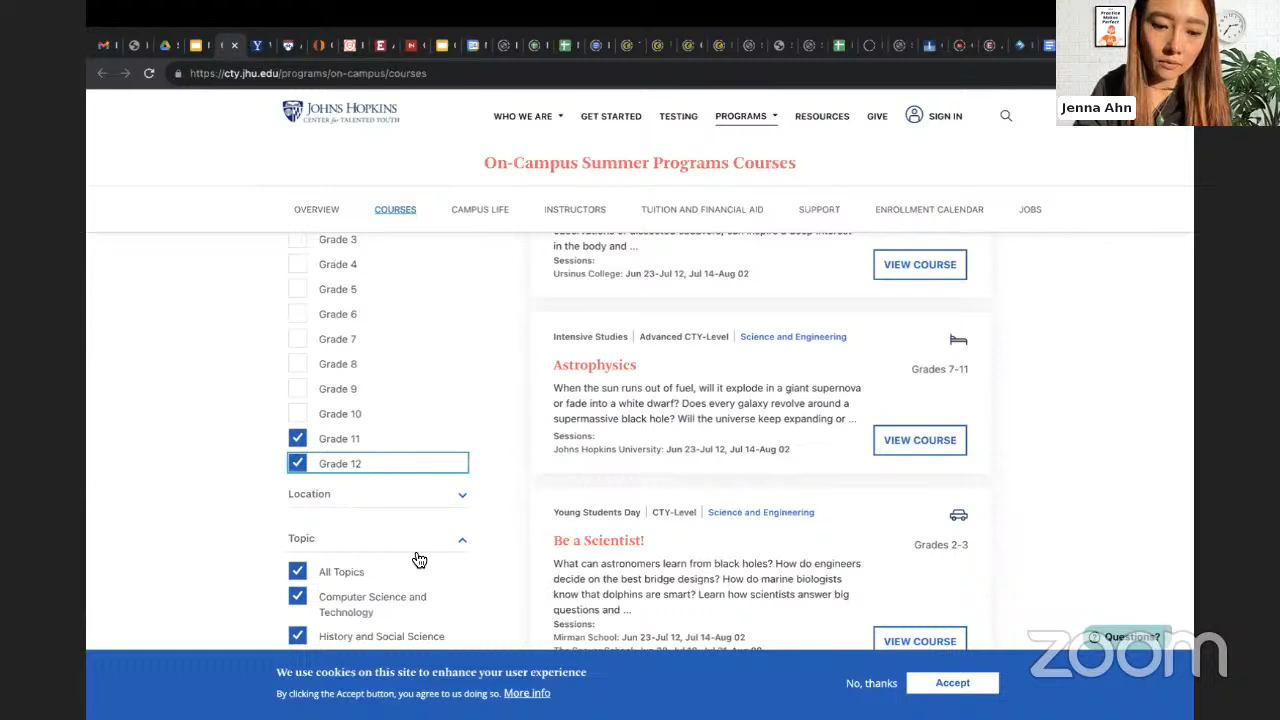 Practice
Makes
Perfect
Jenna Ahn
https://cty.jhu.edu/programs/on-campus/courses
JOHNS HOPKINS
CENTER for TALENTED YOUTH
WHO WE ARE
GET STARTED
TESTING
PROGRAMS
RESOURCES
GIVE
SIGN IN
On-Campus Summer Programs Courses
OVERVIEW
COURSES
CAMPUS LIFE
INSTRUCTORS
TUITION AND FINANCIAL AID
SUPPORT
ENROLLMENT CALENDAR
JOBS
Grade 3
Grade 4
Grade 5
Grade 6
Grade 7
Grade 8
Grade 9
Grade 10
Grade 11
Grade 12
Location
Topic
All Topics
Computer Science and
Technology
History and Social Science
in the body and ...
Sessions:
Ursinus College: Jun 23-Jul 12, Jul 14-Aug 02
VIEW COURSE
Intensive Studies | Advanced CTY-Level | Science and Engineering
Astrophysics
Grades 7-11
When the sun runs out of fuel, will it explode in a giant supernova
or fade into a white dwarf? Does every galaxy revolve around a
supermassive black hole? Will the universe keep expanding or ...
Sessions:
Johns Hopkins University: Jun 23-Jul 12, Jul 14-Aug 02
VIEW COURSE
Young Students Day | CTY-Level | Science and Engineering
Be a Scientist!
Grades 2-3
What can astronomers learn from black holes? How do engineers
decide on the best bridge designs? How do marine biologists
know that dolphins are smart? Learn how scientists answer big
questions and ...
Sessions:
Mirman School: Jun 23-Jul 02, Jul 14-Aug 02
VIEW COURSE
Questions?
zoom
We use cookies on this site to enhance your user experience
By clicking the Accept button, you agree to us doing so. More info
No, thanks
Accept